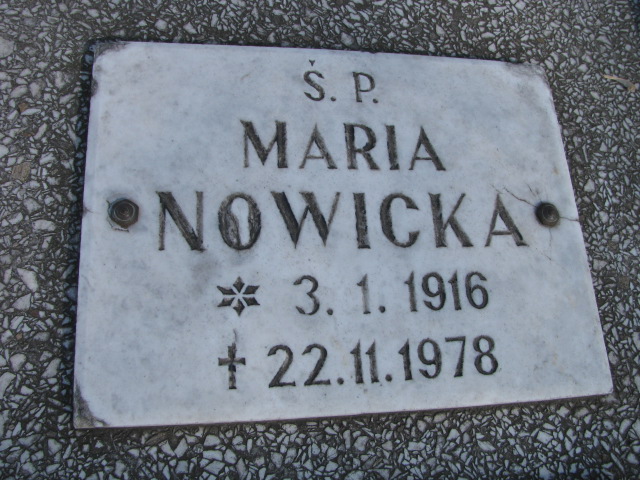 Ś. P.
MARIA
NOWICKA
* 3. 1. 1916
† 22.11.1978